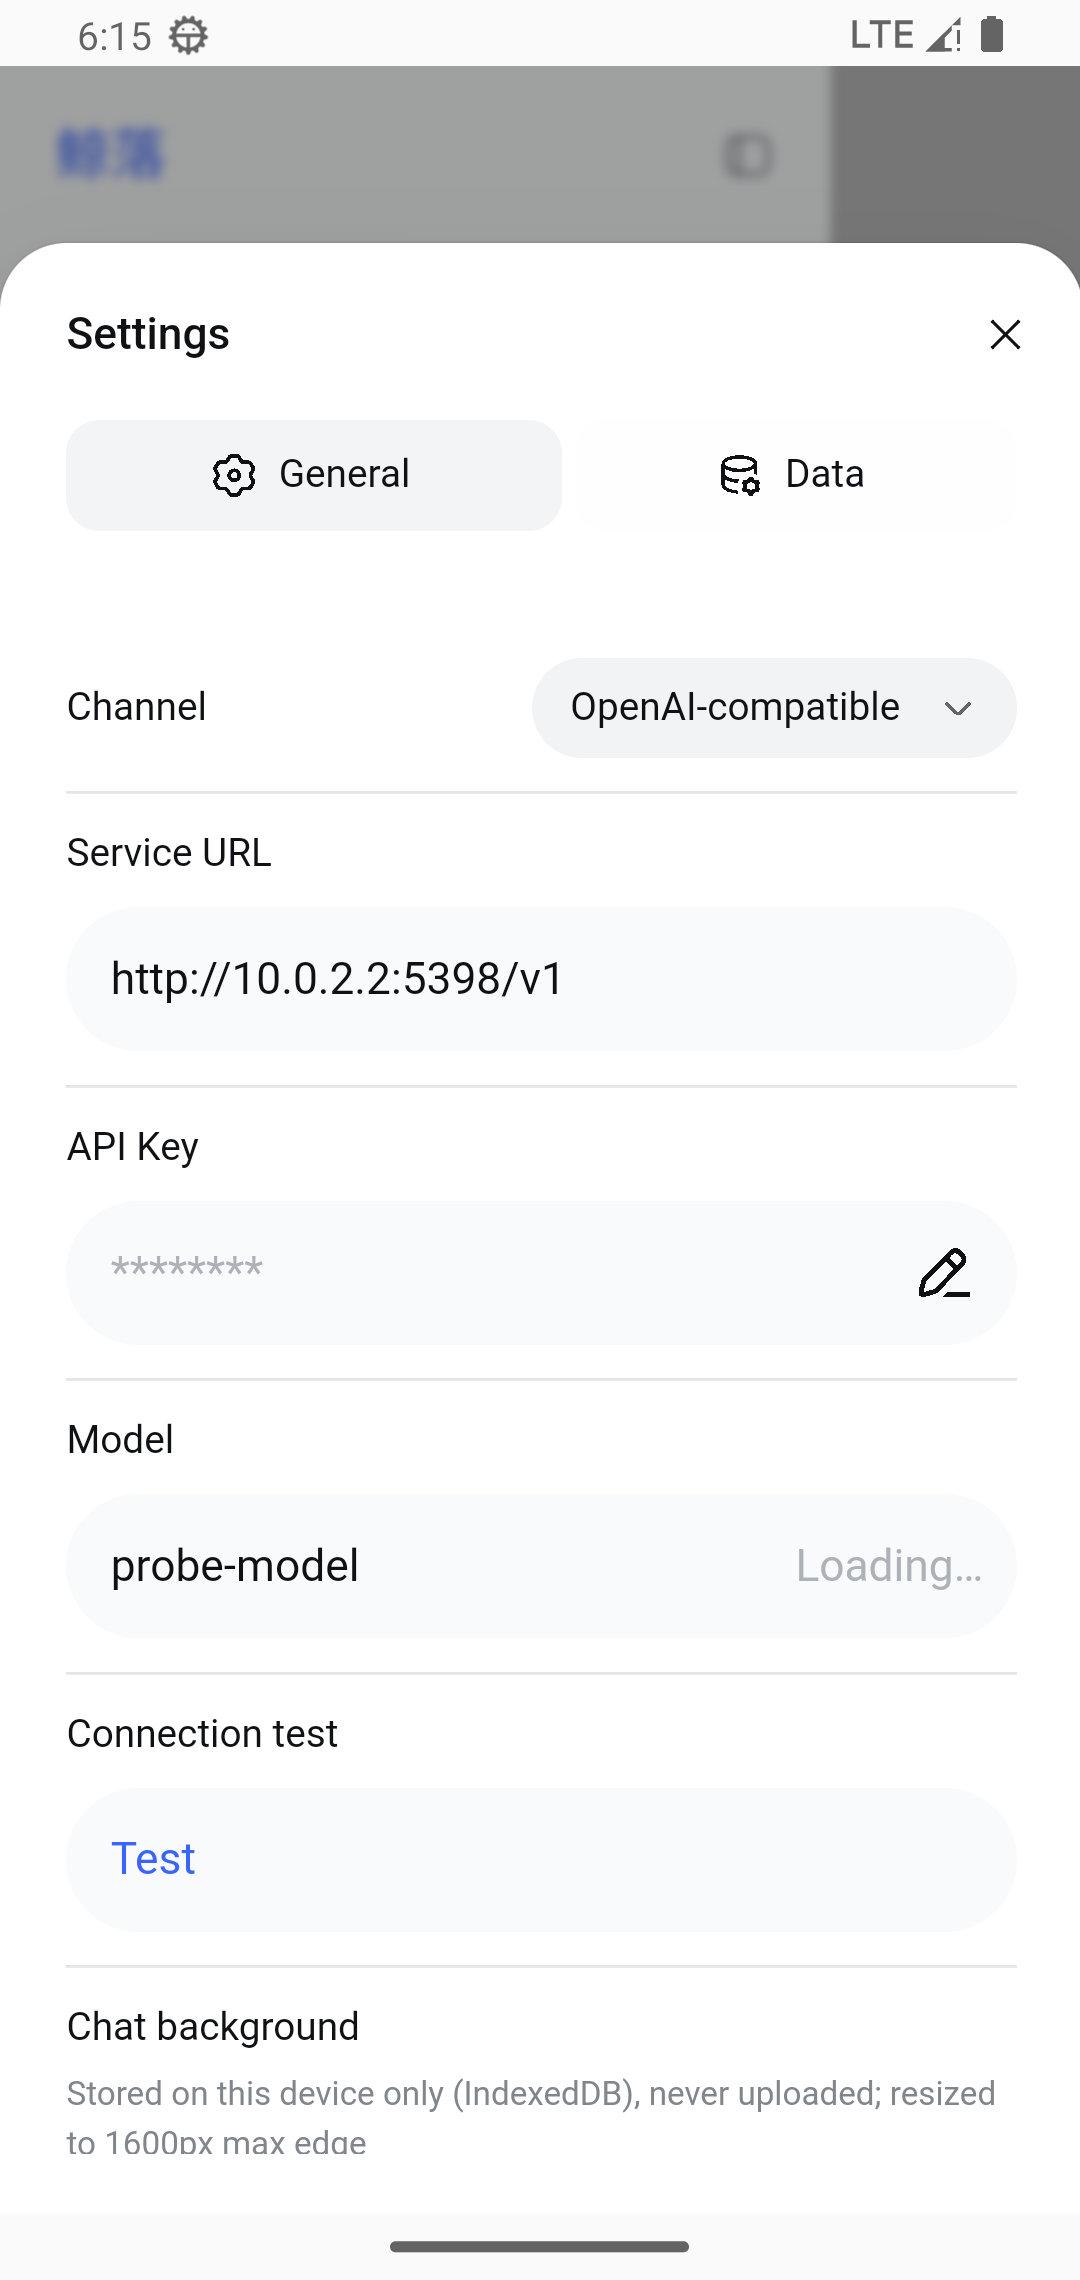 6:15 LTE
鲸落
Settings
General
Data
Channel
OpenAI-compatible
Service URL
http://10.0.2.2:5398/v1
API Key
********
Model
probe-model
Loading…
Connection test
Test
Chat background
Stored on this device only (IndexedDB), never uploaded; resized
to 1600px max edge